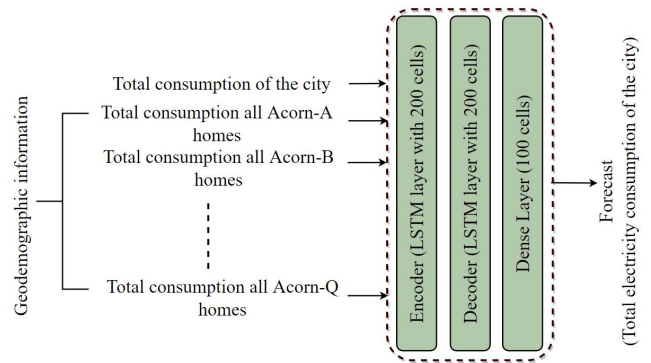 Geodemographic information
Total consumption of the city
Total consumption all Acorn-A
homes
Total consumption all Acorn-B
homes
Total consumption all Acorn-Q
homes
Encoder (LSTM layer with 200 cells)
Decoder (LSTM layer with 200 cells)
Dense Layer (100 cells)
Forecast
(Total electricity consumption of the city)